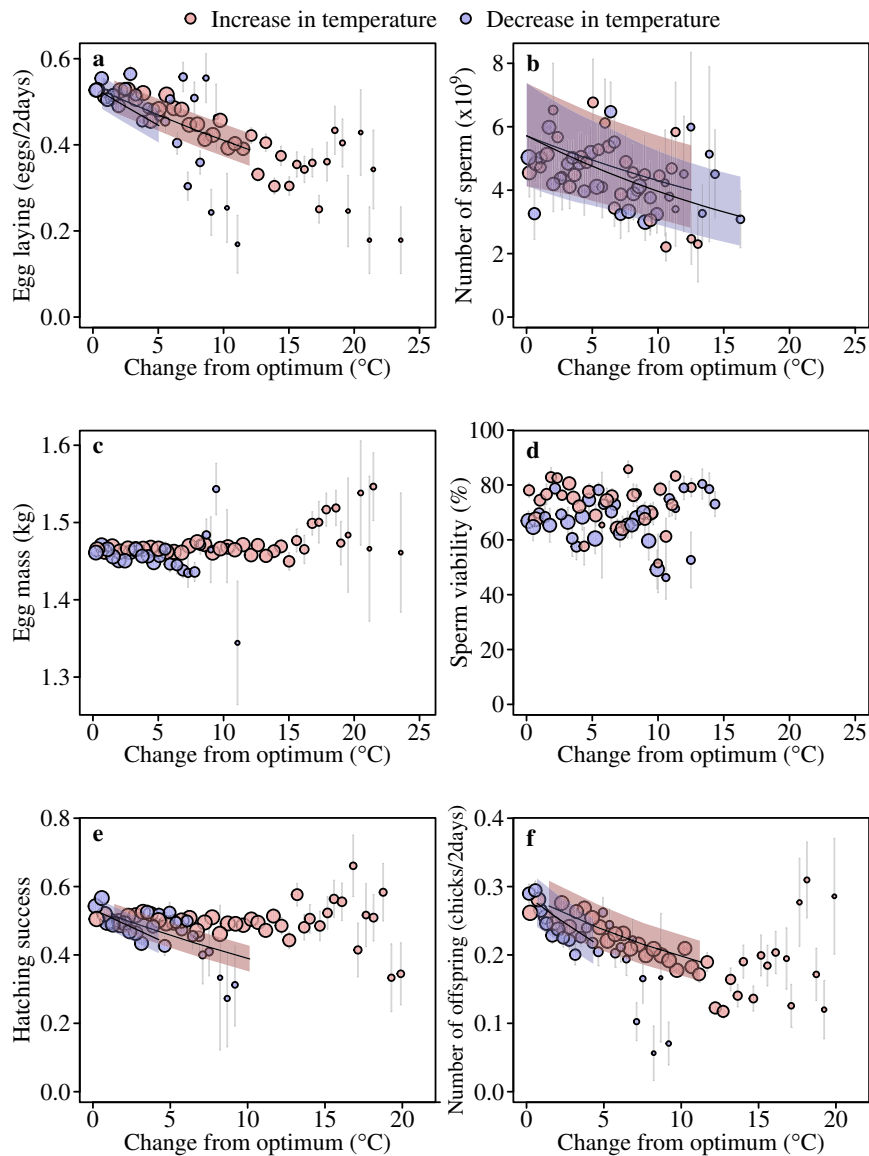 Increase in temperature Decrease in temperature
a
Egg laying (eggs/2days)
0.6
0.4
0.2
0.0
0 5 10 15 20 25
Change from optimum (°C)
b
Number of sperm (x10⁹)
8
6
4
2
0
0 5 10 15 20 25
Change from optimum (°C)
c
Egg mass (kg)
1.6
1.5
1.4
1.3
0 5 10 15 20 25
Change from optimum (°C)
d
Sperm viability (%)
100
80
60
40
20
0
0 5 10 15 20 25
Change from optimum (°C)
e
Hatching success
0.8
0.6
0.4
0.2
0.0
0 5 10 15 20
Change from optimum (°C)
f
Number of offspring (chicks/2days)
0.4
0.3
0.2
0.1
0.0
0 5 10 15 20
Change from optimum (°C)